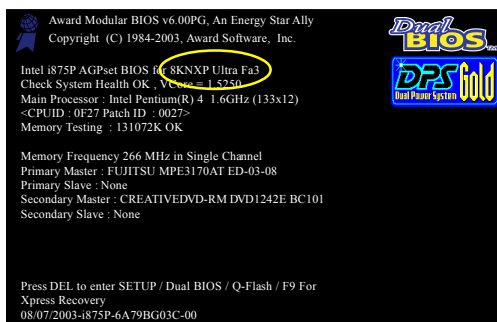 Award Modular BIOS v6.00PG, An Energy Star Ally
Copyright (C) 1984-2003, Award Software, Inc.
Dual
BIOS
Intel i875P AGPset BIOS for 8KNXP Ultra Fa3
Check System Health OK , VCore = 1.5250
Main Processor : Intel Pentium(R) 4 1.6GHz (133x12)
<CPUID : 0F27 Patch ID : 0027>
Memory Testing : 131072K OK
DPS Gold
Dual Power System
Memory Frequency 266 MHz in Single Channel
Primary Master : FUJITSU MPE3170AT ED-03-08
Primary Slave : None
Secondary Master : CREATIVEDVD-RM DVD1242E BC101
Secondary Slave : None
Press DEL to enter SETUP / Dual BIOS / Q-Flash / F9 For
Xpress Recovery
08/07/2003-i875P-6A79BG03C-00